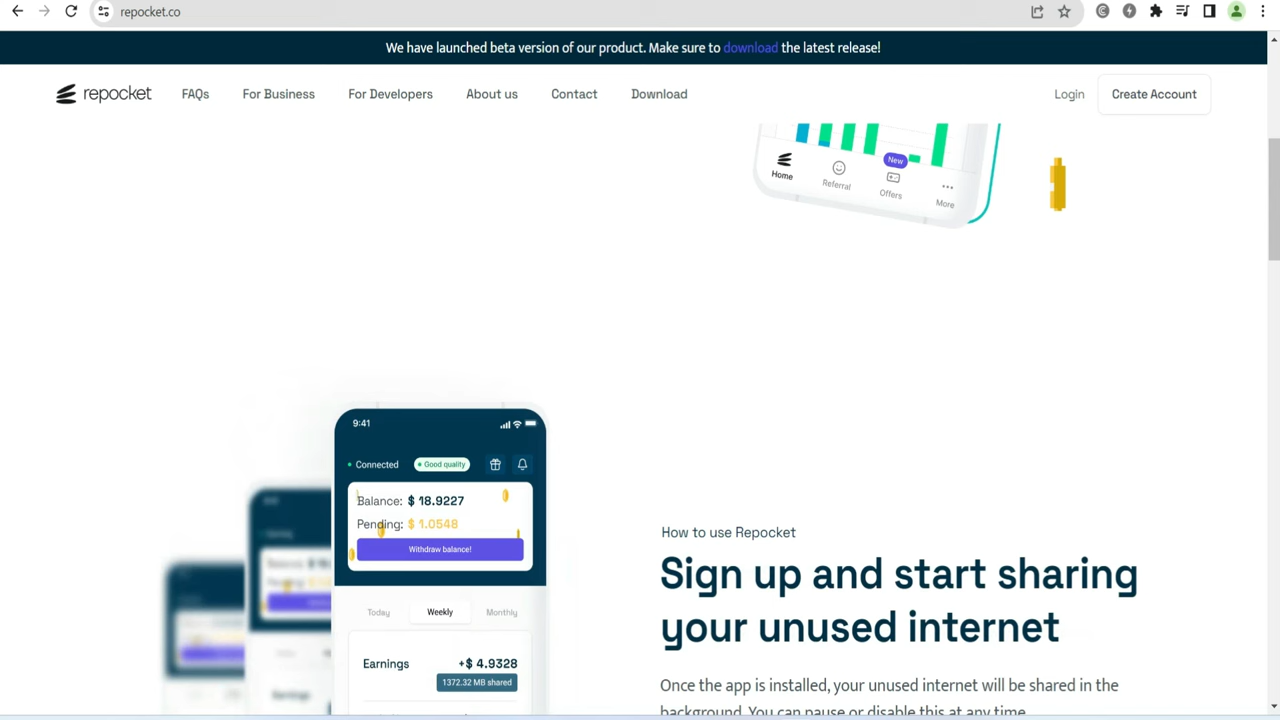 repocket.co
We have launched beta version of our product. Make sure to download the latest release!
repocket FAQs For Business For Developers About us Contact Download Login Create Account
New
Home Referral Offers More
9:41
Connected Good quality
Balance: $ 18.9227
Pending: $ 1.0548
Withdraw balance!
Today Weekly Monthly
Earnings +$ 4.9328
1372.32 MB shared
How to use Repocket
Sign up and start sharing
your unused internet
Once the app is installed, your unused internet will be shared in the
background. You can pause or disable this at any time.